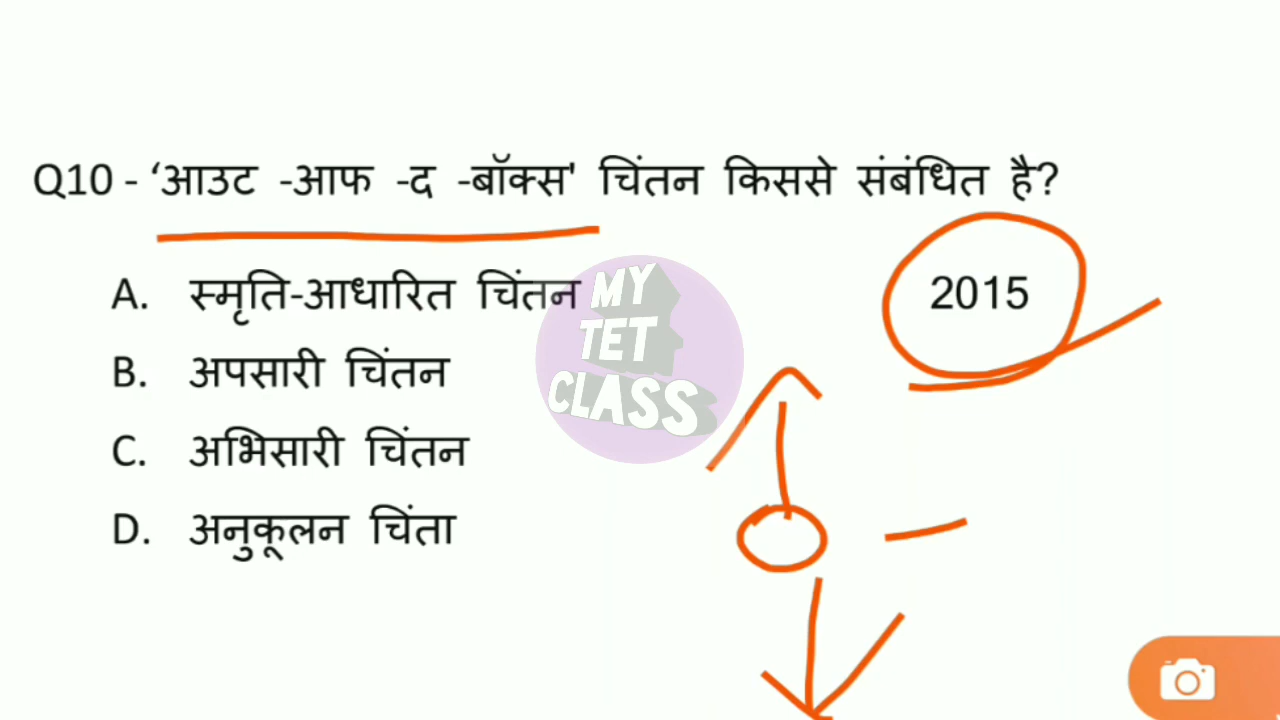 Q10 - ‘आउट -आफ -द -बॉक्स' चिंतन किससे संबंधित है?
A. स्मृति-आधारित चिंतन
2015
B. अपसारी चिंतन
C. अभिसारी चिंतन
D. अनुकूलन चिंता
MY
TET
CLASS